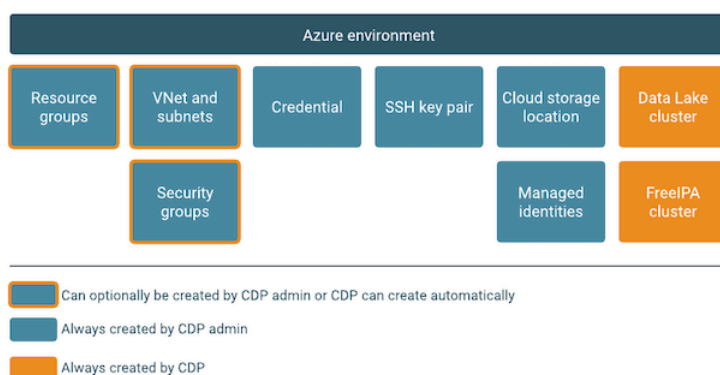 Azure environment
Resource
groups
VNet and
subnets
Credential
SSH key pair
Cloud storage
location
Data Lake
cluster
Security
groups
Managed
identities
FreeIPA
cluster
Can optionally be created by CDP admin or CDP can create automatically
Always created by CDP admin
Always created by CDP